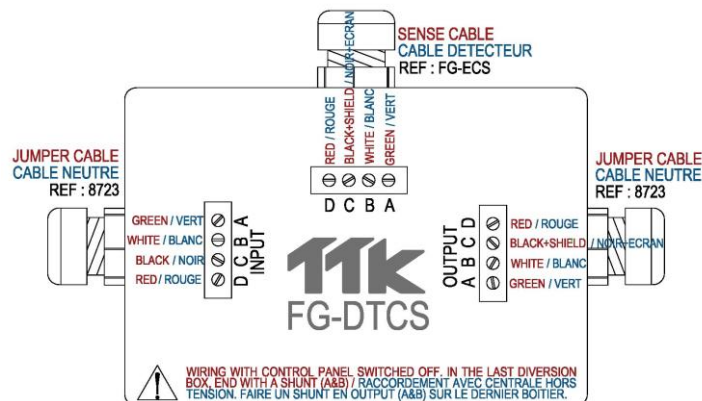 SENSE CABLE
CABLE DETECTEUR
REF : FG-ECS
RED / ROUGE
BLACK+SHIELD / NOIR+ECRAN
WHITE / BLANC
GREEN / VERT
D C B A
JUMPER CABLE
CABLE NEUTRE
REF : 8723
GREEN / VERT
WHITE / BLANC
BLACK / NOIR
RED / ROUGE
A
B
C
D
INPUT
TTK
FG-DTCS
OUTPUT
D
C
B
A
RED / ROUGE
BLACK+SHIELD / NOIR+ECRAN
WHITE / BLANC
GREEN / VERT
JUMPER CABLE
CABLE NEUTRE
REF : 8723
WIRING WITH CONTROL PANEL SWITCHED OFF. IN THE LAST DIVERSION
BOX, END WITH A SHUNT (A&B) / RACCORDEMENT AVEC CENTRALE HORS
TENSION. FAIRE UN SHUNT EN OUTPUT (A&B) SUR LE DERNIER BOITIER.